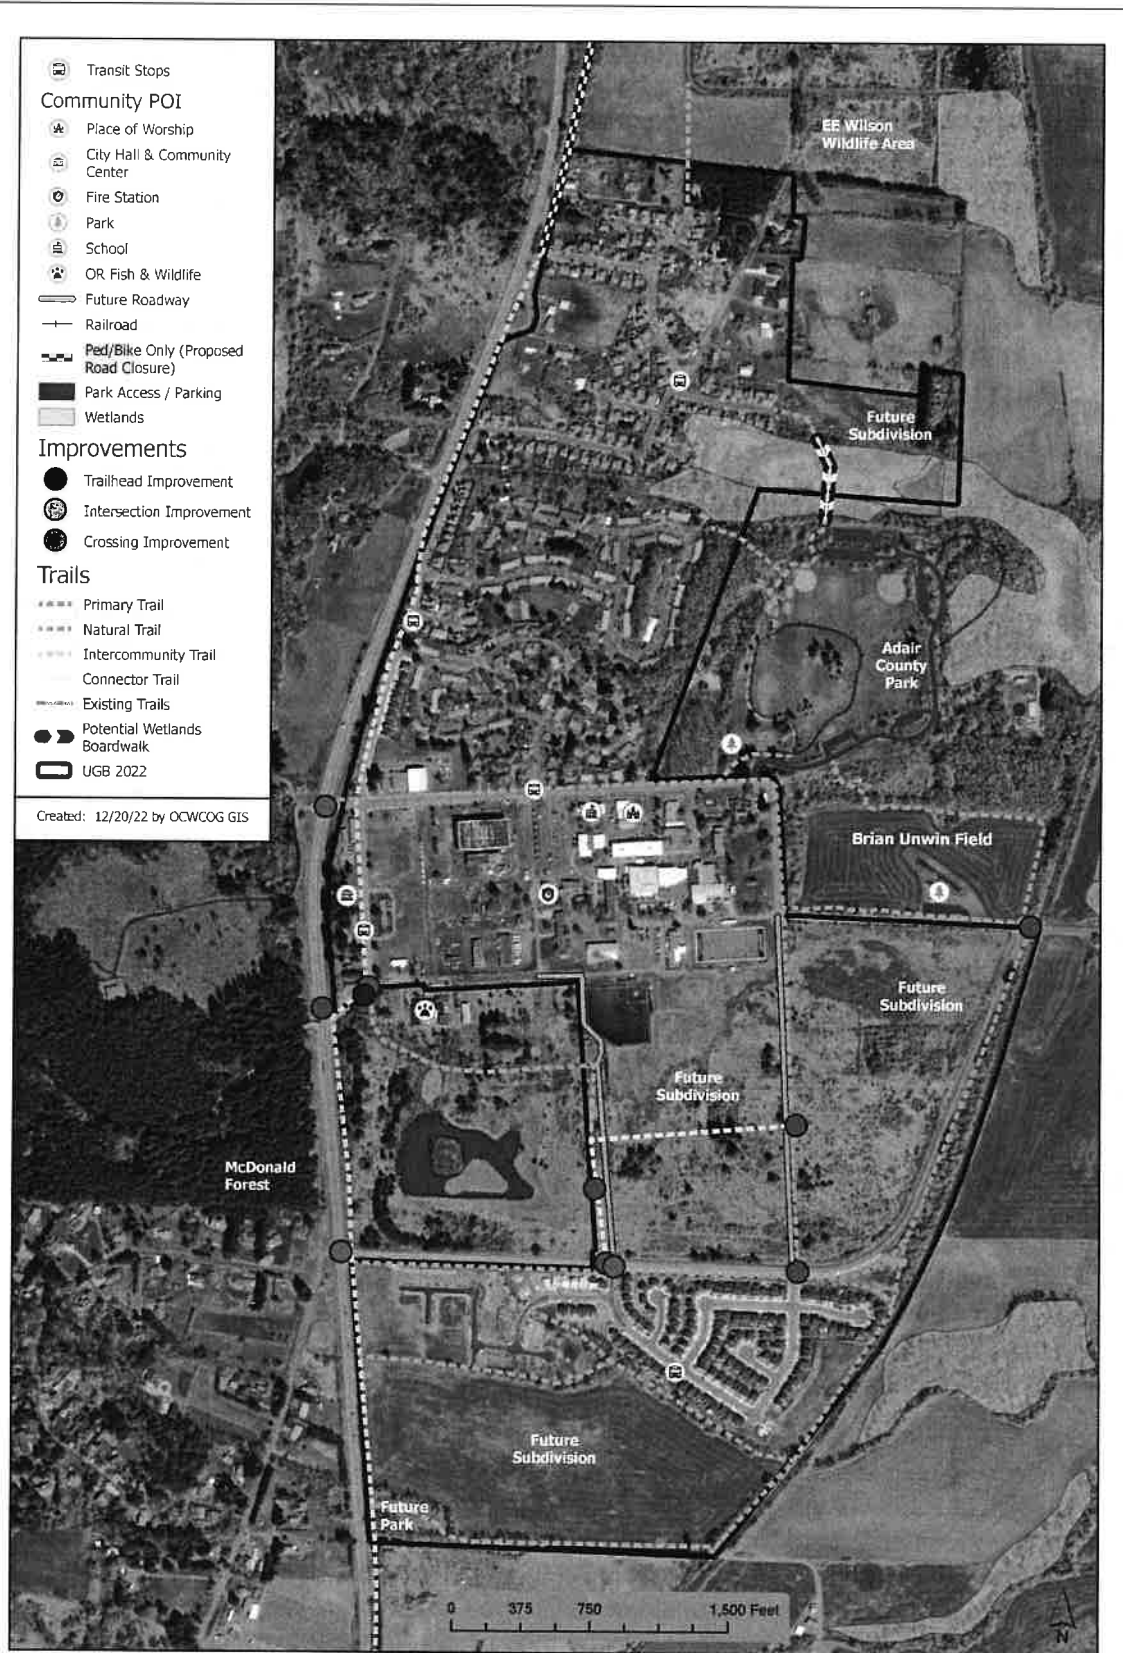 Transit Stops
Community POI
Place of Worship
City Hall & Community
Center
Fire Station
Park
School
OR Fish & Wildlife
Future Roadway
Railroad
Ped/Bike Only (Proposed
Road Closure)
Park Access / Parking
Wetlands
Improvements
Trailhead Improvement
Intersection Improvement
Crossing Improvement
Trails
Primary Trail
Natural Trail
Intercommunity Trail
Connector Trail
Existing Trails
Potential Wetlands
Boardwalk
UGB 2022
Created: 12/20/22 by OCWCOG GIS
EE Wilson
Wildlife Area
Future
Subdivision
Adair
County
Park
Brian Unwin Field
Future
Subdivision
Future
Subdivision
McDonald
Forest
Future
Subdivision
Future
Park
0 375 750 1,500 Feet
N